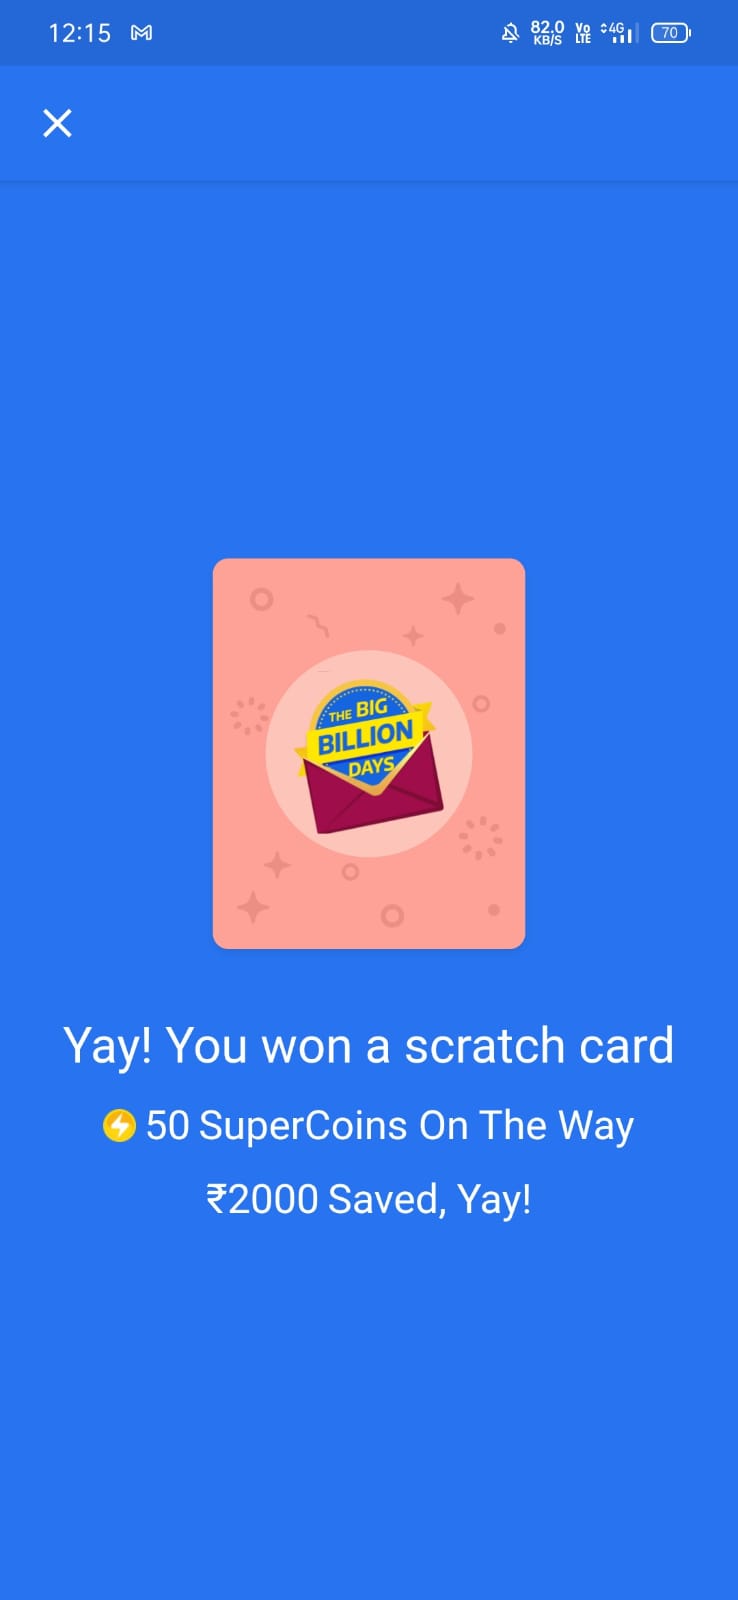 12:15
82.0
KB/S
Vo
LTE
4G
70
THE BIG
BILLION
DAYS
Yay! You won a scratch card
50 SuperCoins On The Way
₹2000 Saved, Yay!